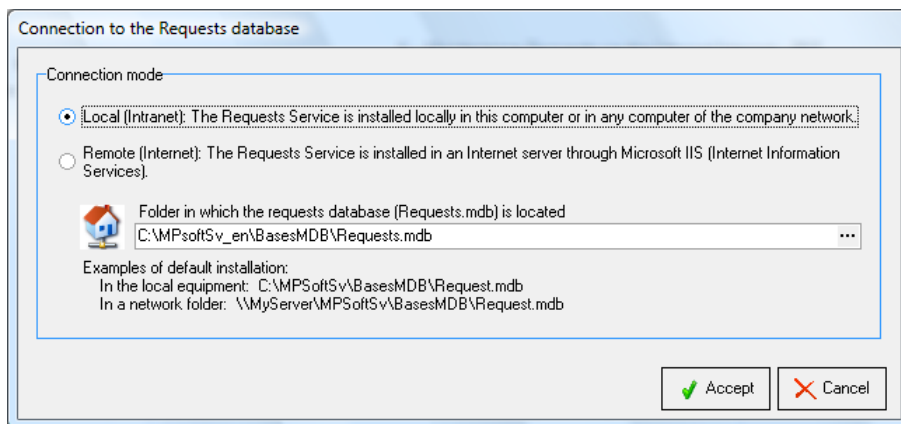 Connection to the Requests database
Connection mode
Local (Intranet): The Requests Service is installed locally in this computer or in any computer of the company network.
Remote (Internet): The Requests Service is installed in an Internet server through Microsoft IIS (Internet Information
Services).
Folder in which the requests database (Requests.mdb) is located
C:\MPsoftSv_en\BasesMDB\Requests.mdb
...
Examples of default installation:
In the local equipment: C:\MPSoftSv\BasesMDB\Request.mdb
In a network folder: \\MyServer\MPSoftSv\BasesMDB\Request.mdb
Accept
Cancel